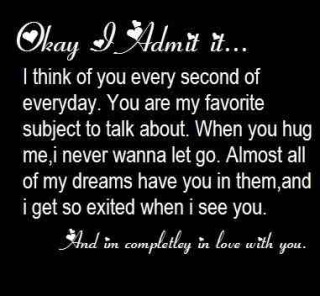 Okay I Admit it...
I think of you every second of
everyday. You are my favorite
subject to talk about. When you hug
me,i never wanna let go. Almost all
of my dreams have you in them,and
i get so exited when i see you.
And im completley in love with you.